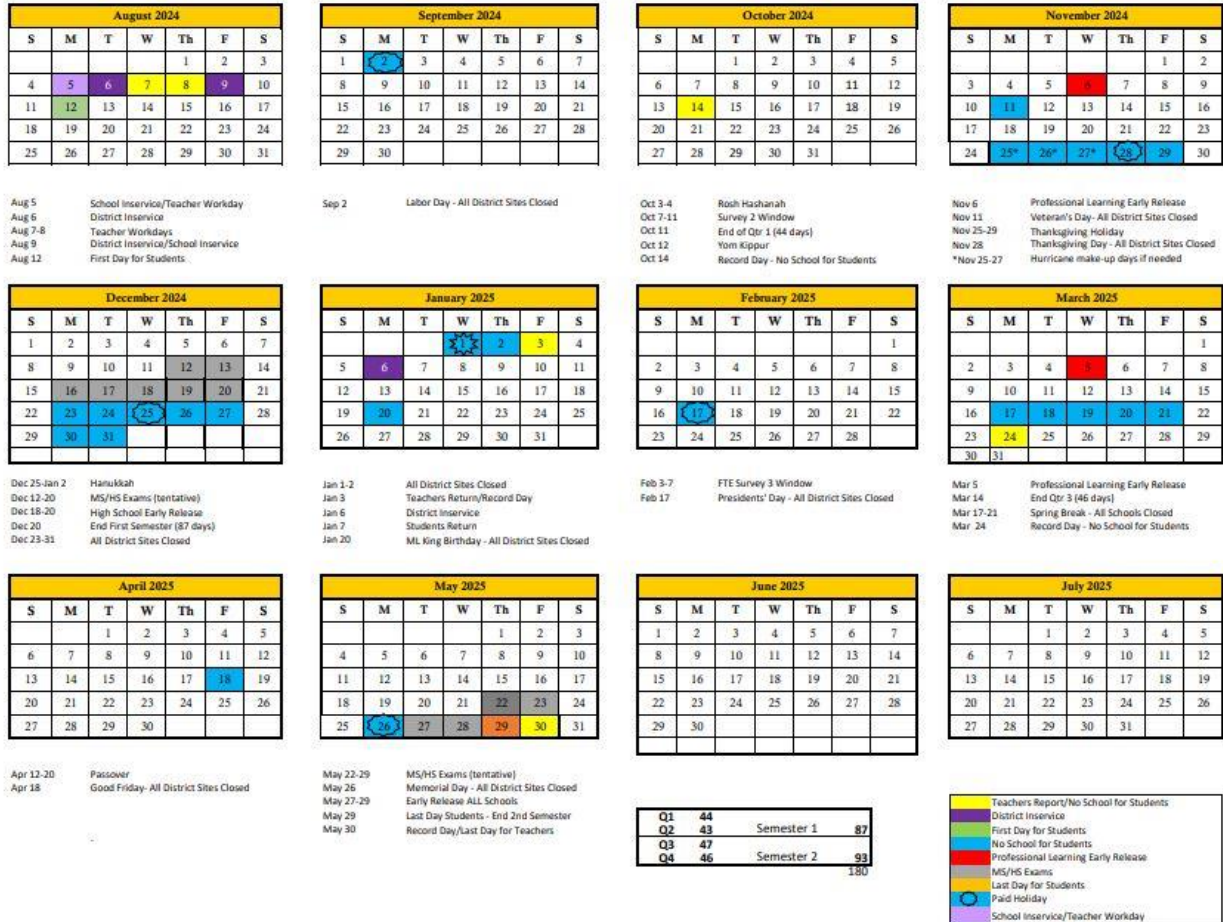 August 2024
S M T W Th F S
1 2 3
4 5 6 7 8 9 10
11 12 13 14 15 16 17
18 19 20 21 22 23 24
25 26 27 28 29 30 31
Aug 5 School Inservice/Teacher Workday
Aug 6 District Inservice
Aug 7-8 Teacher Workdays
Aug 9 District Inservice/School Inservice
Aug 12 First Day for Students
September 2024
S M T W Th F S
1 2 3 4 5 6 7
8 9 10 11 12 13 14
15 16 17 18 19 20 21
22 23 24 25 26 27 28
29 30
Sep 2 Labor Day - All District Sites Closed
October 2024
S M T W Th F S
1 2 3 4 5
6 7 8 9 10 11 12
13 14 15 16 17 18 19
20 21 22 23 24 25 26
27 28 29 30 31
Oct 3-4 Rosh Hashanah
Oct 7-11 Survey 2 Window
Oct 11 End of Qtr 1 (44 days)
Oct 12 Yom Kippur
Oct 14 Record Day - No School for Students
November 2024
S M T W Th F S
1 2
3 4 5 6 7 8 9
10 11 12 13 14 15 16
17 18 19 20 21 22 23
24 25* 26* 27* 28 29 30
Nov 6 Professional Learning Early Release
Nov 11 Veteran's Day- All District Sites Closed
Nov 25-29 Thanksgiving Holiday
Nov 28 Thanksgiving Day - All District Sites Closed
*Nov 25-27 Hurricane make-up days if needed
December 2024
S M T W Th F S
1 2 3 4 5 6 7
8 9 10 11 12 13 14
15 16 17 18 19 20 21
22 23 24 25 26 27 28
29 30 31
Dec 25-Jan 2 Hanukkah
Dec 12-20 MS/HS Exams (tentative)
Dec 18-20 High School Early Release
Dec 20 End First Semester (87 days)
Dec 23-31 All District Sites Closed
January 2025
S M T W Th F S
1 2 3 4
5 6 7 8 9 10 11
12 13 14 15 16 17 18
19 20 21 22 23 24 25
26 27 28 29 30 31
Jan 1-2 All District Sites Closed
Jan 3 Teachers Return/Record Day
Jan 6 District Inservice
Jan 7 Students Return
Jan 20 ML King Birthday - All District Sites Closed
February 2025
S M T W Th F S
1
2 3 4 5 6 7 8
9 10 11 12 13 14 15
16 17 18 19 20 21 22
23 24 25 26 27 28
Feb 3-7 FTE Survey 3 Window
Feb 17 Presidents' Day - All District Sites Closed
March 2025
S M T W Th F S
1
2 3 4 5 6 7 8
9 10 11 12 13 14 15
16 17 18 19 20 21 22
23 24 25 26 27 28 29
30 31
Mar 5 Professional Learning Early Release
Mar 14 End Qtr 3 (46 days)
Mar 17-21 Spring Break - All Schools Closed
Mar 24 Record Day - No School for Students
April 2025
S M T W Th F S
1 2 3 4 5
6 7 8 9 10 11 12
13 14 15 16 17 18 19
20 21 22 23 24 25 26
27 28 29 30
Apr 12-20 Passover
Apr 18 Good Friday- All District Sites Closed
May 2025
S M T W Th F S
1 2 3
4 5 6 7 8 9 10
11 12 13 14 15 16 17
18 19 20 21 22 23 24
25 26 27 28 29 30 31
May 22-29 MS/HS Exams (tentative)
May 26 Memorial Day - All District Sites Closed
May 27-29 Early Release ALL Schools
May 29 Last Day Students - End 2nd Semester
May 30 Record Day/Last Day for Teachers
June 2025
S M T W Th F S
1 2 3 4 5 6 7
8 9 10 11 12 13 14
15 16 17 18 19 20 21
22 23 24 25 26 27 28
29 30
July 2025
S M T W Th F S
1 2 3 4 5
6 7 8 9 10 11 12
13 14 15 16 17 18 19
20 21 22 23 24 25 26
27 28 29 30 31
Q1 44
Q2 43 Semester 1 87
Q3 47
Q4 46 Semester 2 93
180
Teachers Report/No School for Students
District Inservice
First Day for Students
No School for Students
Professional Learning Early Release
MS/HS Exams
Last Day for Students
Paid Holiday
School Inservice/Teacher Workday